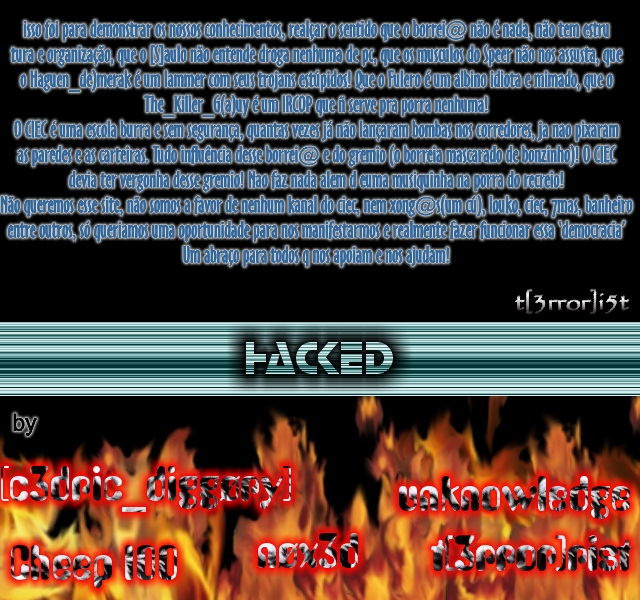 isso foi para demonstrar os nossos conhecimentos, realçar o sentido que o borrei@ não é nada, não tem estru
tura e organização, que o [S]aulo não entende droga nenhuma de pc, que os musculos do Speer não nos assusta, que
o Haguen_de]merak é um lammer com seus trojans estúpidos! Que o Fulero é um albino idiota e mimado, que o
The_Killer_6(a)uy é um IRCOP que ñ serve pra porra nenhuma!
O CIEC é uma escola burra e sem segurança, quantas vezes já não lançaram bombas nos corredores, ja nao pixaram
as paredes e as carteiras. Tudo influência desse borrei@ e do gremio (o borreia mascarado de bonzinho)! O CIEC
devia ter vergonha desse gremio! Nao faz nada alem d euma musiquinha na porra do recreio!
Não queremos esse site, não somos a favor de nenhum kanal do ciec, nem xong@s(um cú), louko, ciec, 7mas, banheiro
entre outros, só queriamos uma oportunidade para nos manifestarmos e realmente fazer funcionar essa 'democracia'
Um abraço para todos q nos apoiam e nos ajudam!
t[3rror]i5t
HACKED
by
[c3dric_diggory]
unknowledge
Cheep 100
nex3d
t[3rror]rist